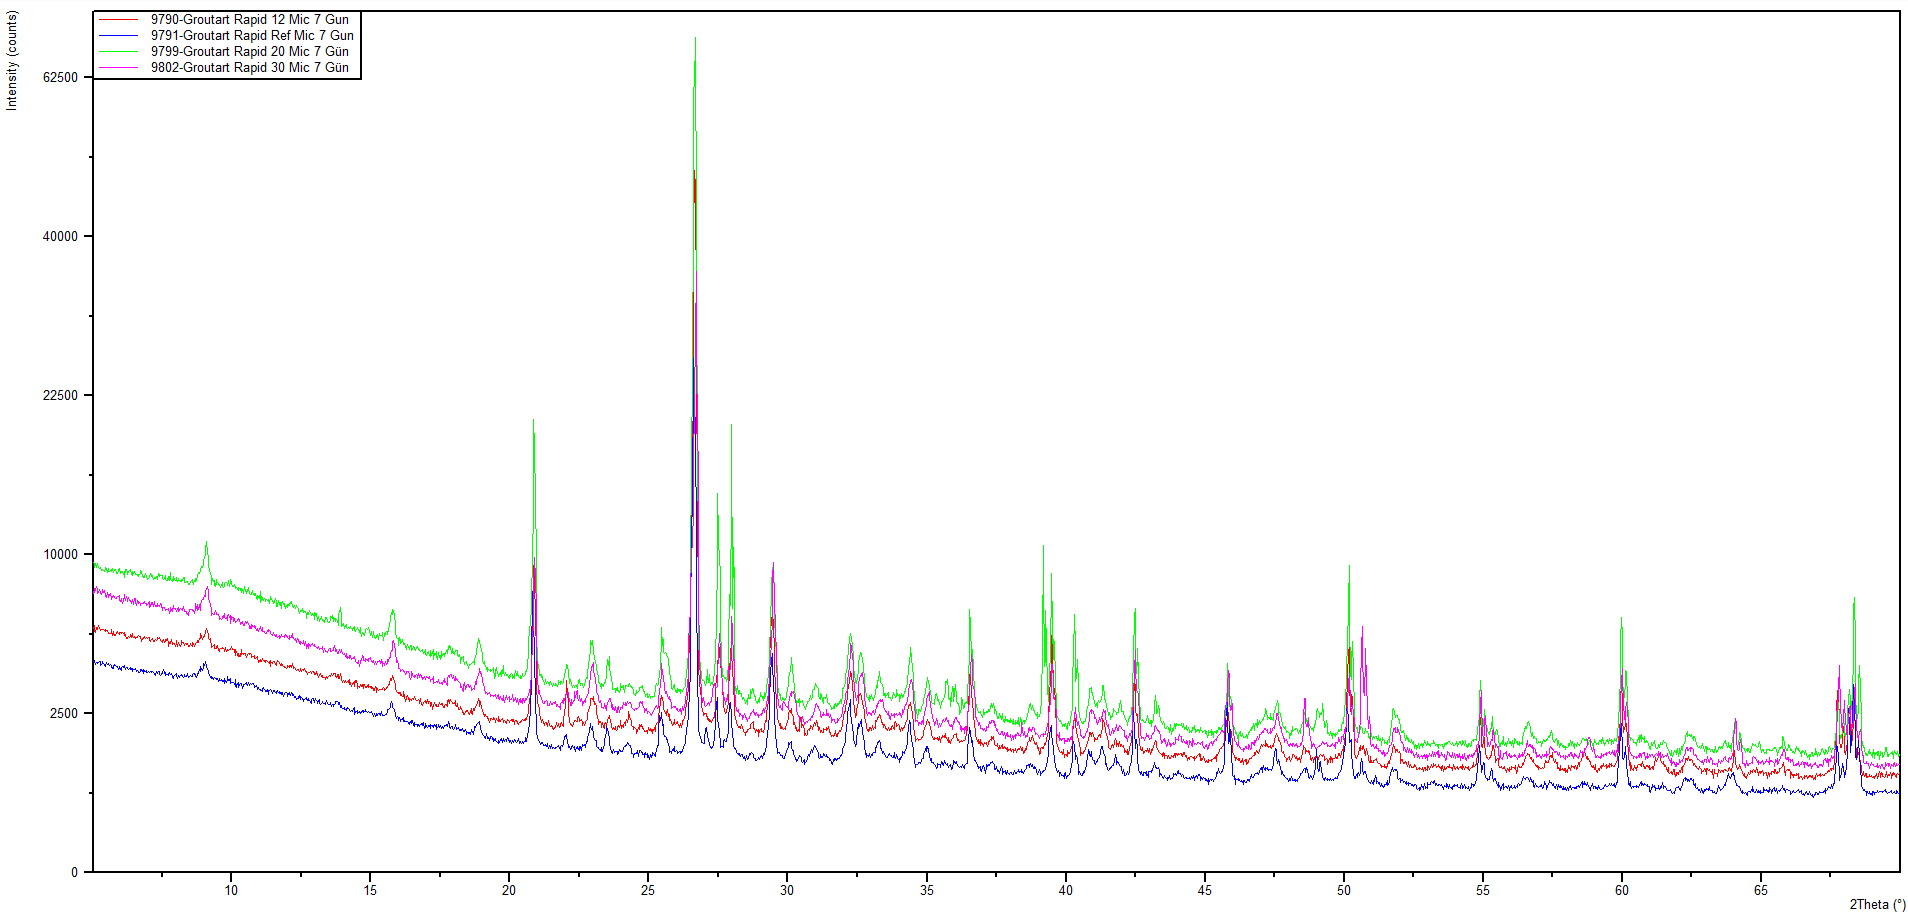 Intensity (counts)
9790-Groutart Rapid 12 Mic 7 Gun
9791-Groutart Rapid Ref Mic 7 Gun
9799-Groutart Rapid 20 Mic 7 Gün
9802-Groutart Rapid 30 Mic 7 Gün
62500
40000
22500
10000
2500
0
10 15 20 25 30 35 40 45 50 55 60 65
2Theta (°)